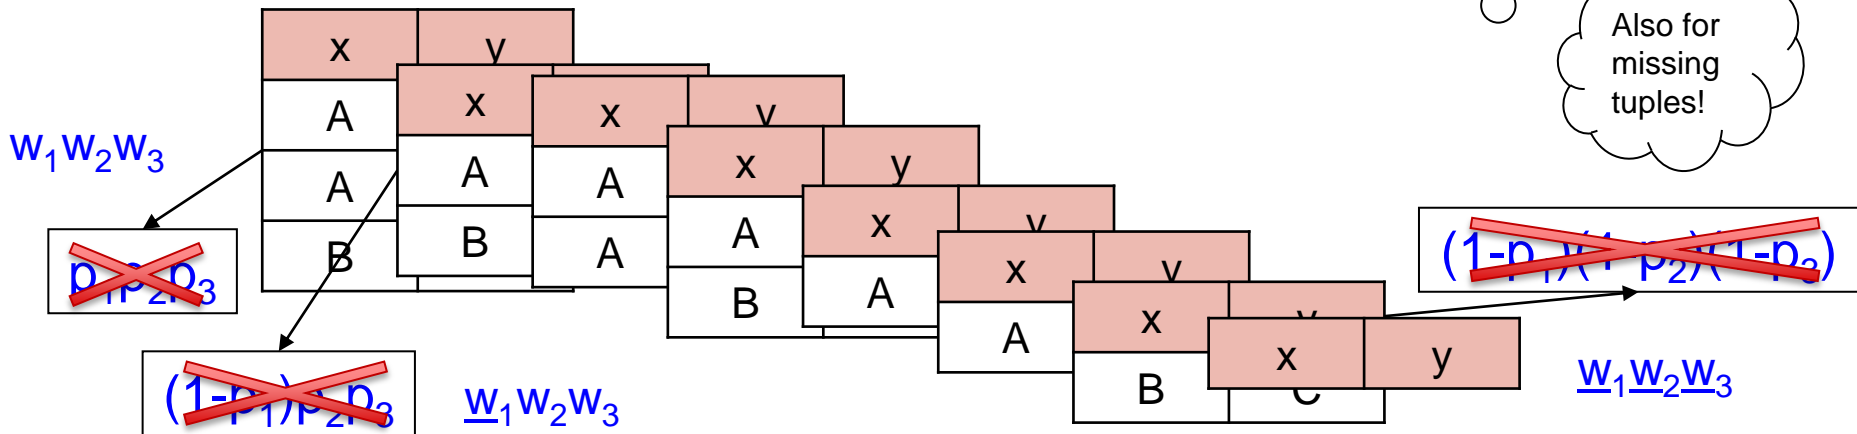 Also for
missing
tuples!
w₁w₂w₃
x y
A
A
B
x
A
B
x y
A
A
x y
A
B
x y
A
x y
A
x y
B C
x y
p₁p₂p₃
(1-p₁)p₂p₃
w₁w₂w₃
(1-p₁)(1-p₂)(1-p₃)
w₁w₂w₃